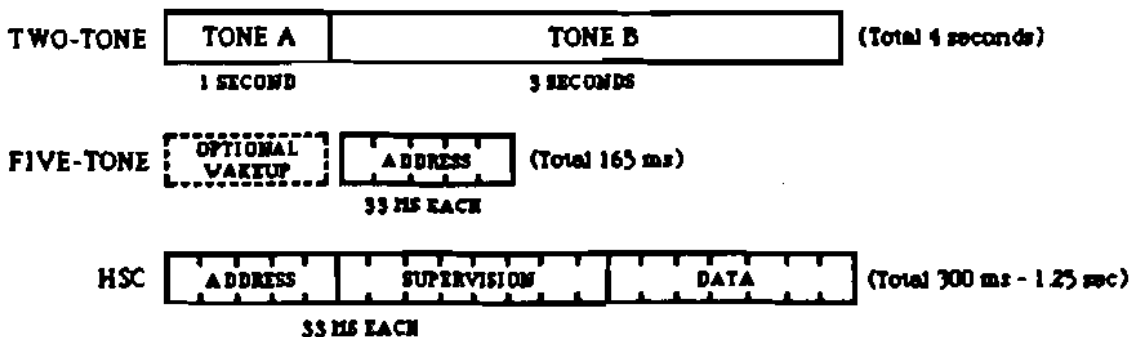 TWO-TONE TONE A TONE B (Total 4 seconds)
1 SECOND 3 SECONDS
FIVE-TONE OPTIONAL WAKEUP ADDRESS (Total 165 ms)
33 MS EACH
HSC ADDRESS SUPERVISION DATA (Total 300 ms - 1.25 sec)
33 MS EACH